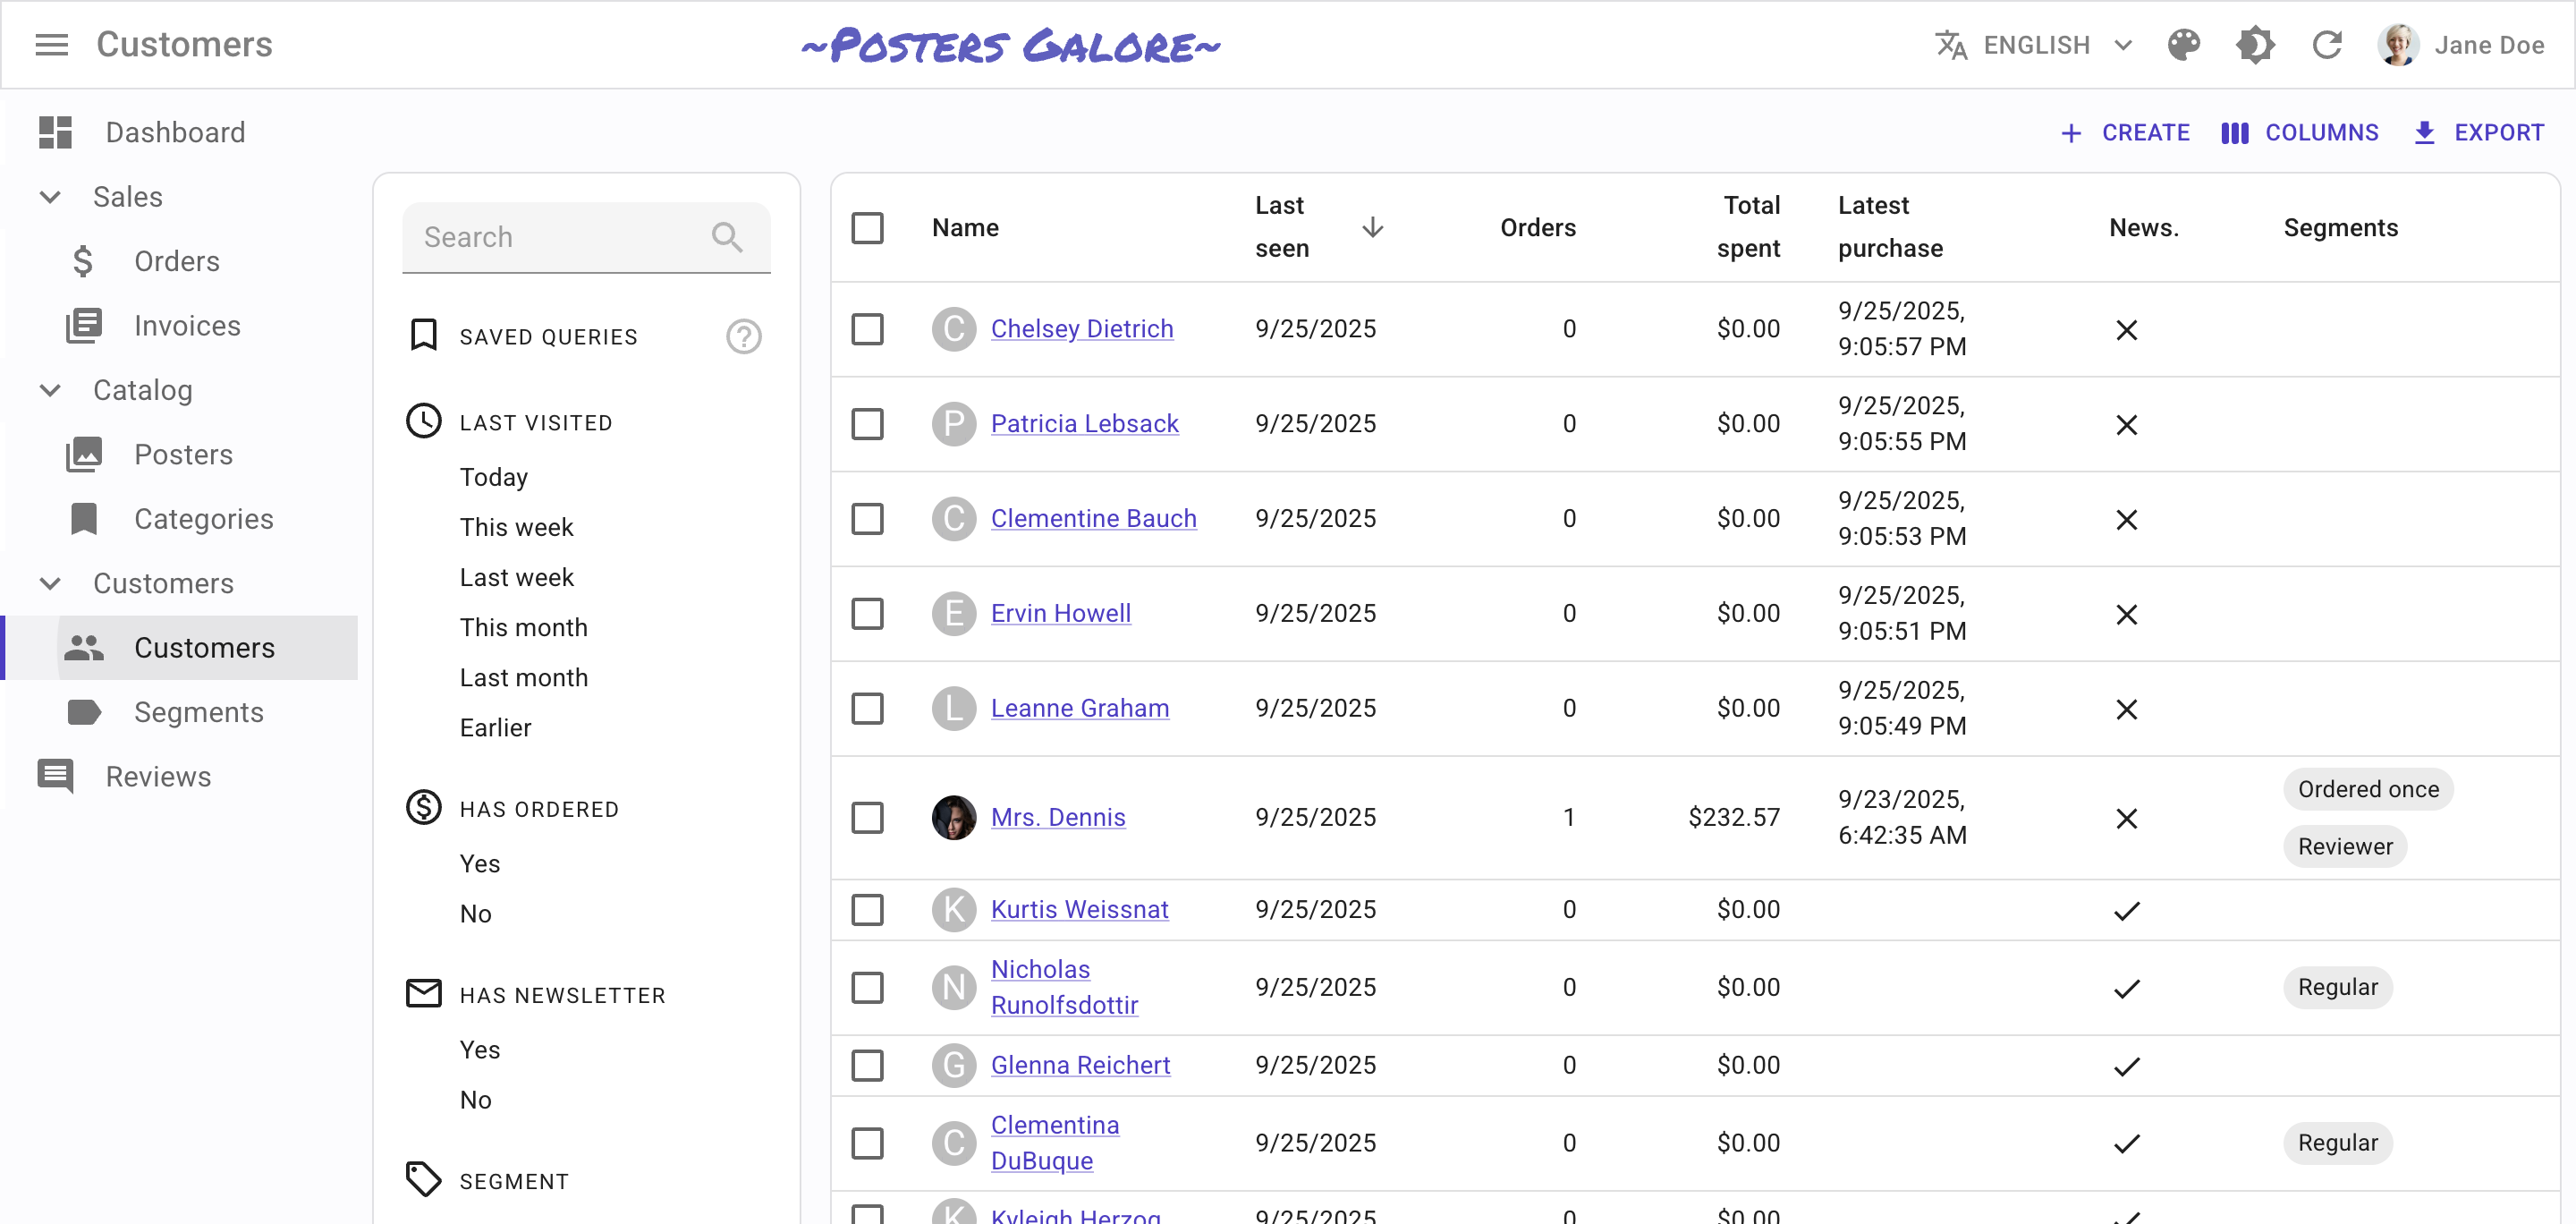 Customers
~Posters Galore~
ENGLISH
Jane Doe
Dashboard
Sales
Orders
Invoices
Catalog
Posters
Categories
Customers
Customers
Segments
Reviews
CREATE
COLUMNS
EXPORT
Search
SAVED QUERIES
?
LAST VISITED
Today
This week
Last week
This month
Last month
Earlier
HAS ORDERED
Yes
No
HAS NEWSLETTER
Yes
No
SEGMENT
Name
Last
seen
Orders
Total
spent
Latest
purchase
News.
Segments
C Chelsey Dietrich 9/25/2025 0 $0.00 9/25/2025,
9:05:57 PM
P Patricia Lebsack 9/25/2025 0 $0.00 9/25/2025,
9:05:55 PM
C Clementine Bauch 9/25/2025 0 $0.00 9/25/2025,
9:05:53 PM
E Ervin Howell 9/25/2025 0 $0.00 9/25/2025,
9:05:51 PM
L Leanne Graham 9/25/2025 0 $0.00 9/25/2025,
9:05:49 PM
Mrs. Dennis 9/25/2025 1 $232.57 9/23/2025,
6:42:35 AM
Ordered once
Reviewer
K Kurtis Weissnat 9/25/2025 0 $0.00
N Nicholas
Runolfsdottir 9/25/2025 0 $0.00 Regular
G Glenna Reichert 9/25/2025 0 $0.00
C Clementina
DuBuque 9/25/2025 0 $0.00 Regular
K Kyleigh Herzog 9/25/2025 0 $0.00